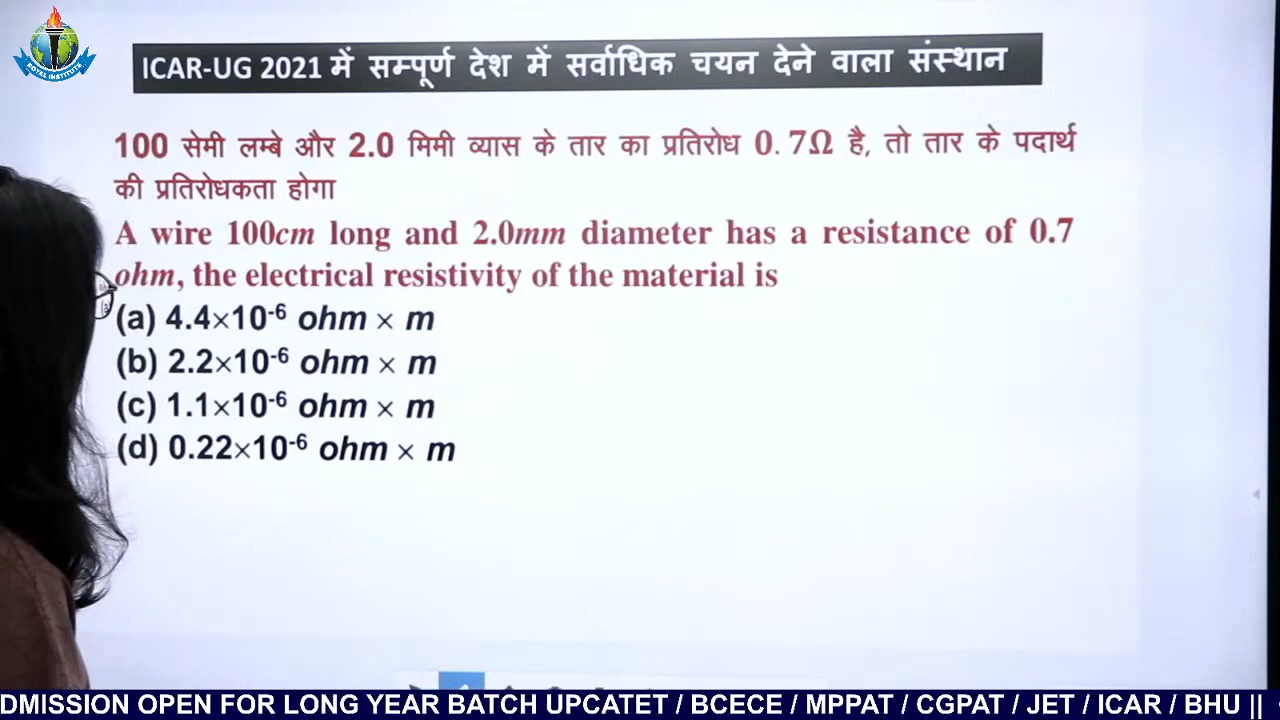 ROYAL INSTITUTE
ICAR-UG 2021 में सम्पूर्ण देश में सर्वाधिक चयन देने वाला संस्थान
100 सेमी लम्बे और 2.0 मिमी व्यास के तार का प्रतिरोध 0.7Ω है, तो तार के पदार्थ
की प्रतिरोधकता होगा
A wire 100cm long and 2.0mm diameter has a resistance of 0.7
ohm, the electrical resistivity of the material is
(a) 4.4×10⁻⁶ ohm × m
(b) 2.2×10⁻⁶ ohm × m
(c) 1.1×10⁻⁶ ohm × m
(d) 0.22×10⁻⁶ ohm × m
DMISSION OPEN FOR LONG YEAR BATCH UPCATET / BCECE / MPPAT / CGPAT / JET / ICAR / BHU ||